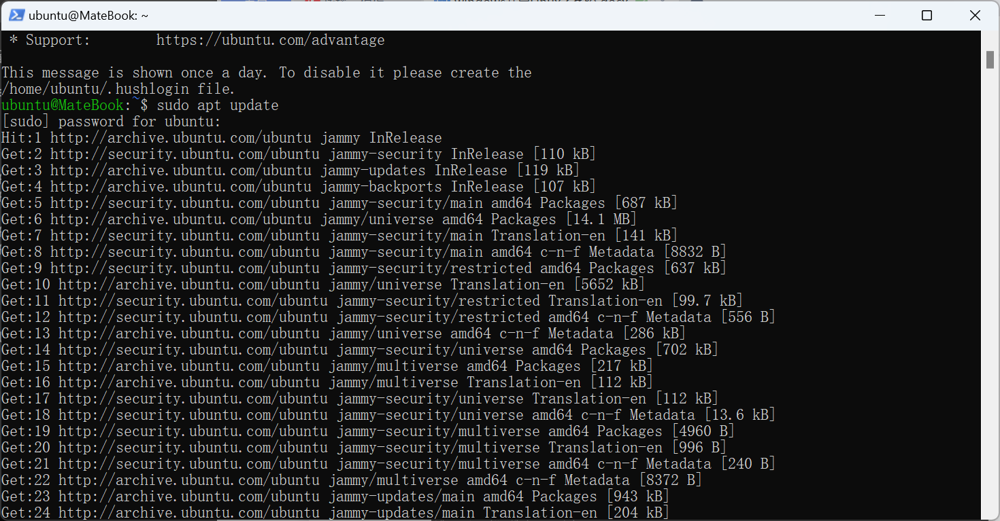 ubuntu@MateBook: ~
* Support:        https://ubuntu.com/advantage
This message is shown once a day. To disable it please create the
/home/ubuntu/.hushlogin file.
ubuntu@MateBook:~$ sudo apt update
[sudo] password for ubuntu:
Hit:1 http://archive.ubuntu.com/ubuntu jammy InRelease
Get:2 http://security.ubuntu.com/ubuntu jammy-security InRelease [110 kB]
Get:3 http://archive.ubuntu.com/ubuntu jammy-updates InRelease [119 kB]
Get:4 http://archive.ubuntu.com/ubuntu jammy-backports InRelease [107 kB]
Get:5 http://security.ubuntu.com/ubuntu jammy-security/main amd64 Packages [687 kB]
Get:6 http://archive.ubuntu.com/ubuntu jammy/universe amd64 Packages [14.1 MB]
Get:7 http://security.ubuntu.com/ubuntu jammy-security/main Translation-en [141 kB]
Get:8 http://security.ubuntu.com/ubuntu jammy-security/main amd64 c-n-f Metadata [8832 B]
Get:9 http://security.ubuntu.com/ubuntu jammy-security/restricted amd64 Packages [637 kB]
Get:10 http://archive.ubuntu.com/ubuntu jammy/universe Translation-en [5652 kB]
Get:11 http://security.ubuntu.com/ubuntu jammy-security/restricted Translation-en [99.7 kB]
Get:12 http://security.ubuntu.com/ubuntu jammy-security/restricted amd64 c-n-f Metadata [556 B]
Get:13 http://archive.ubuntu.com/ubuntu jammy/universe amd64 c-n-f Metadata [286 kB]
Get:14 http://security.ubuntu.com/ubuntu jammy-security/universe amd64 Packages [702 kB]
Get:15 http://archive.ubuntu.com/ubuntu jammy/multiverse amd64 Packages [217 kB]
Get:16 http://archive.ubuntu.com/ubuntu jammy/multiverse Translation-en [112 kB]
Get:17 http://security.ubuntu.com/ubuntu jammy-security/universe Translation-en [112 kB]
Get:18 http://security.ubuntu.com/ubuntu jammy-security/universe amd64 c-n-f Metadata [13.6 kB]
Get:19 http://security.ubuntu.com/ubuntu jammy-security/multiverse amd64 Packages [4960 B]
Get:20 http://security.ubuntu.com/ubuntu jammy-security/multiverse Translation-en [996 B]
Get:21 http://security.ubuntu.com/ubuntu jammy-security/multiverse amd64 c-n-f Metadata [240 B]
Get:22 http://archive.ubuntu.com/ubuntu jammy/multiverse amd64 c-n-f Metadata [8372 B]
Get:23 http://archive.ubuntu.com/ubuntu jammy-updates/main amd64 Packages [943 kB]
Get:24 http://archive.ubuntu.com/ubuntu jammy-updates/main Translation-en [204 kB]